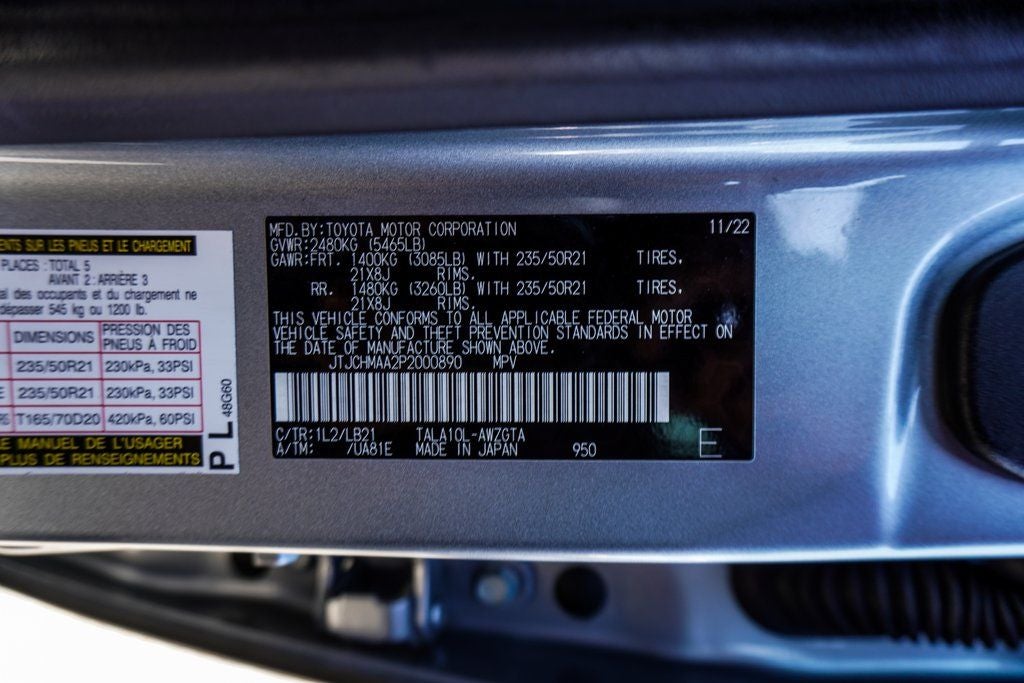 ENTS SUR LES PNEUS ET LE CHARGEMENT
PLACES : TOTAL 5
AVANT 2 : ARRIÈRE 3
al des occupants et du chargement ne
dépasser 545 kg ou 1200 lb.
DIMENSIONS PRESSION DES PNEUS À FROID
235/50R21 230kPa, 33PSI
E 235/50R21 230kPa, 33PSI
T165/70D20 420kPa, 60PSI
LE MANUEL DE L'USAGER
PLUS DE RENSEIGNEMENTS
PL 48G60
MFD.BY:TOYOTA MOTOR CORPORATION 11/22
GVWR:2480KG (5465LB)
GAWR:FRT. 1400KG (3085LB) WITH 235/50R21 TIRES,
21X8J RIMS.
RR. 1480KG (3260LB) WITH 235/50R21 TIRES,
21X8J RIMS.
THIS VEHICLE CONFORMS TO ALL APPLICABLE FEDERAL MOTOR
VEHICLE SAFETY AND THEFT PREVENTION STANDARDS IN EFFECT ON
THE DATE OF MANUFACTURE SHOWN ABOVE.
JTJCHMAA2P2000890 MPV
C/TR:1L2/LB21 TALA10L-AWZGTA
A/TM: /UA81E MADE IN JAPAN 950 E